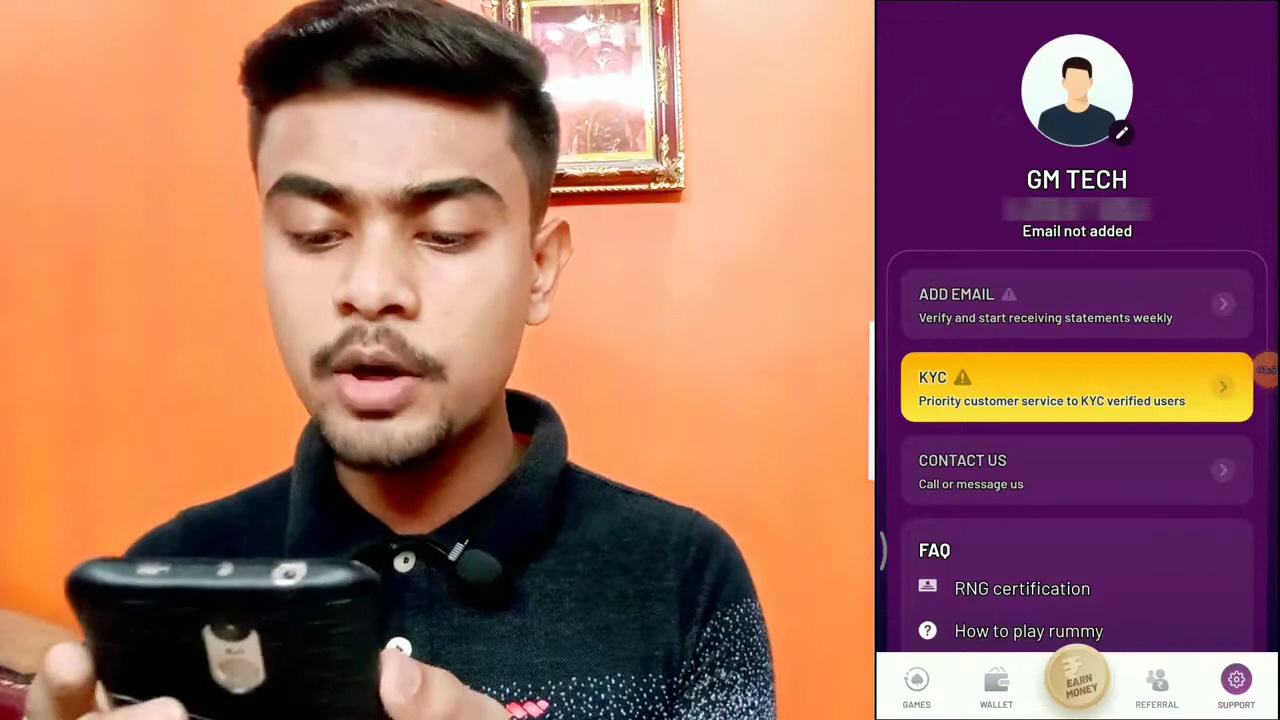 GM TECH
Email not added
ADD EMAIL
Verify and start receiving statements weekly
KYC
Priority customer service to KYC verified users
CONTACT US
Call or message us
FAQ
RNG certification
How to play rummy
GAMES
WALLET
EARN
MONEY
REFERRAL
SUPPORT